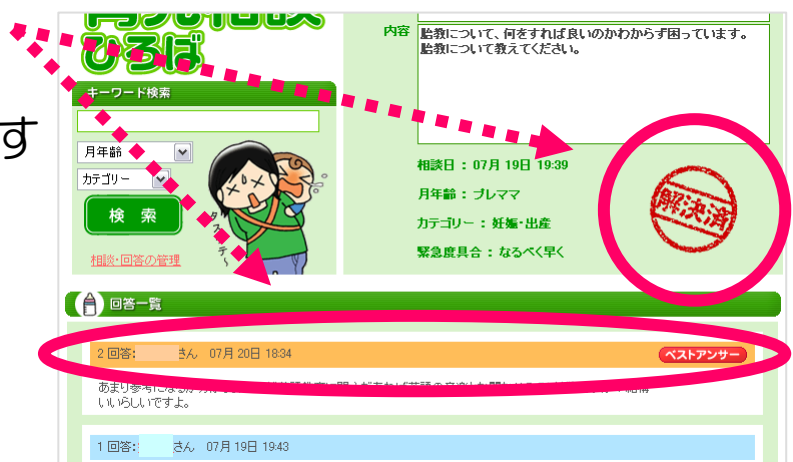 ひろば
キーワード検索
月年齢
カテゴリー
検 索
相談・回答の管理
す
内容
胎教について、何をすれば良いのかわからず困っています。
胎教について教えてください。
相談日：07月 19日 19:39
月年齢：プレママ
カテゴリー：妊娠・出産
緊急度具合：なるべく早く
解決済
回答一覧
2 回答: さん 07月 20日 18:34
ベストアンサー
いいらしいですよ。
1 回答: さん 07月 19日 19:43